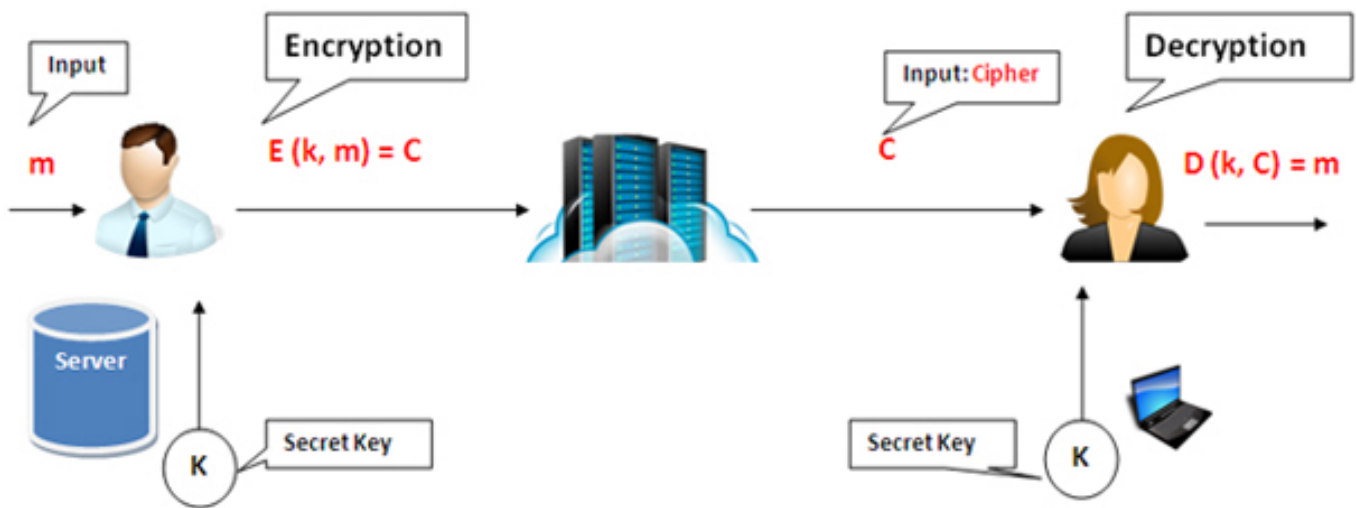 Input
Encryption
Input: Cipher
Decryption
m
E (k, m) = C
C
D (k, C) = m
Server
K
Secret Key
Secret Key
K